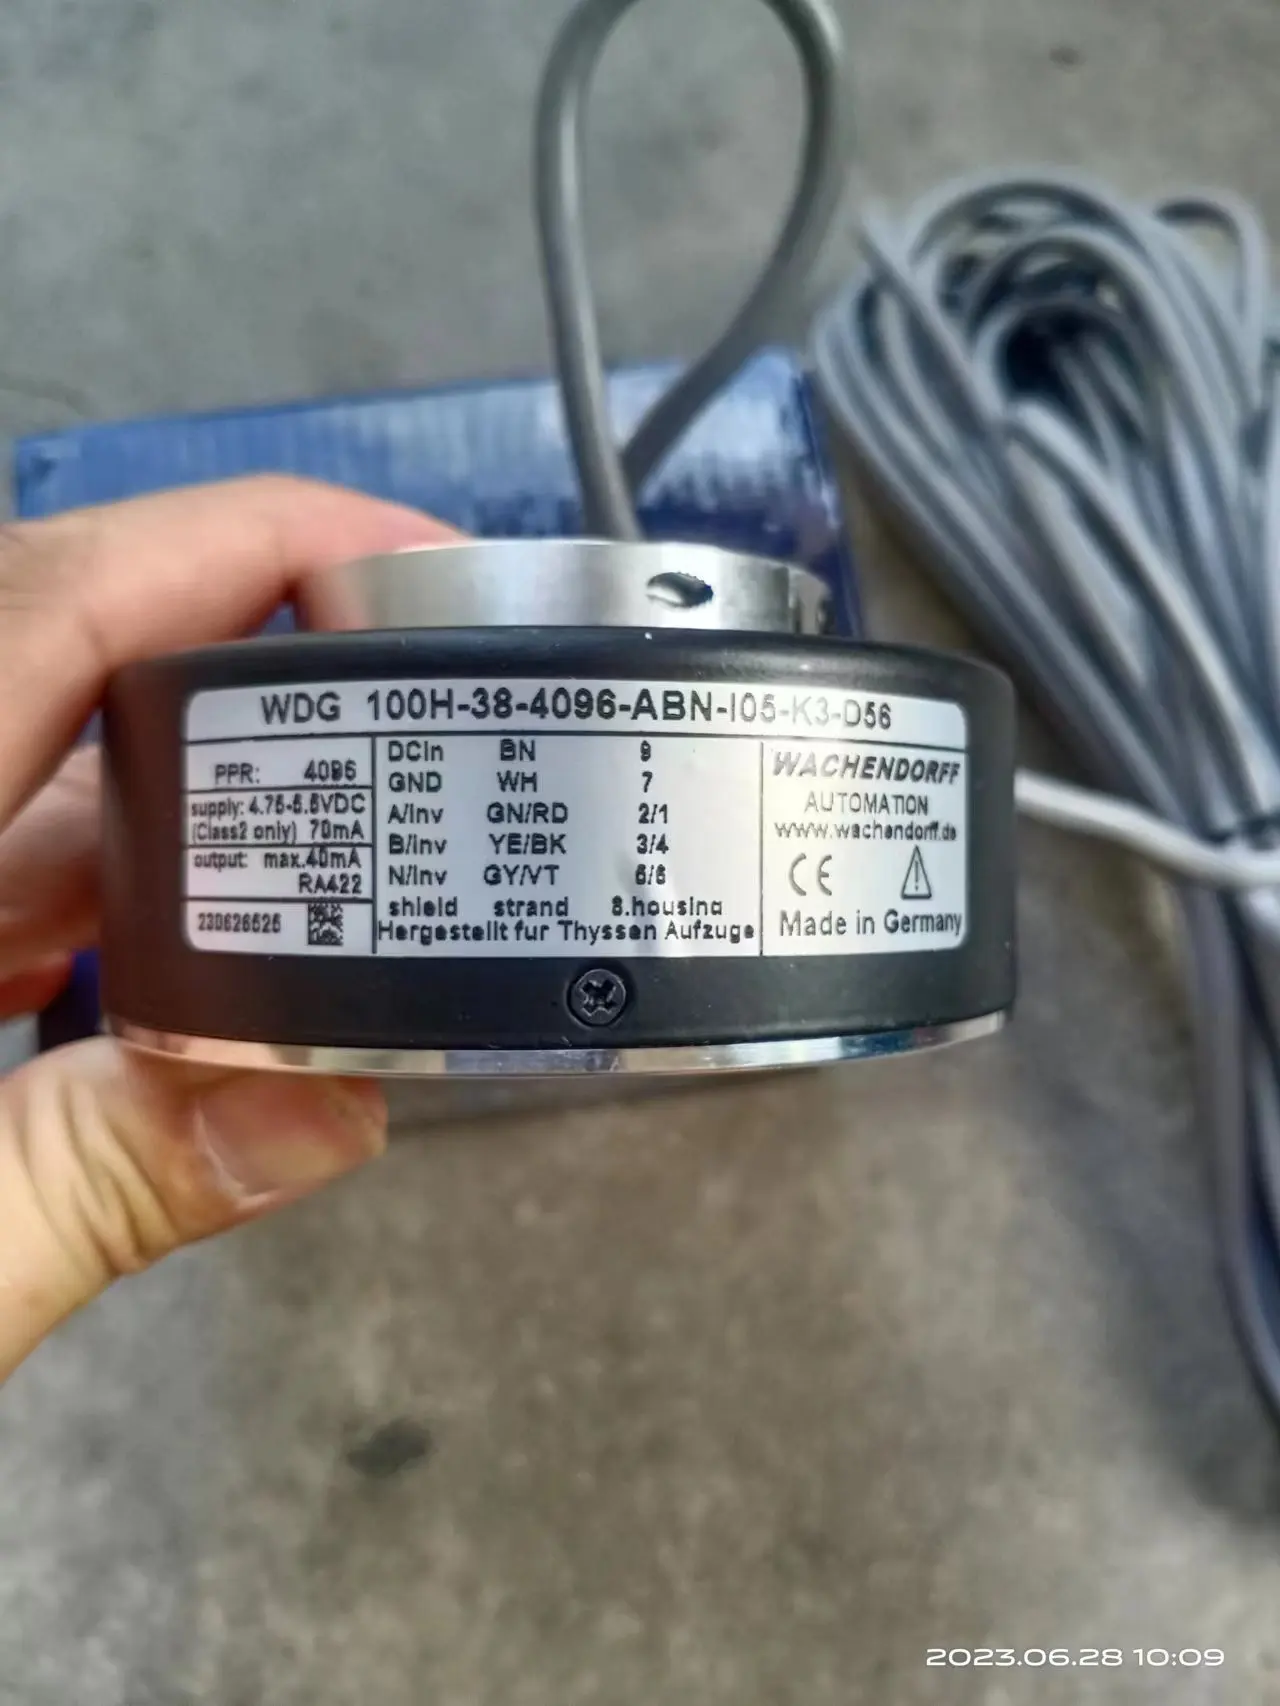 WDG 100H-38-4096-ABN-I05-K3-D56
PPR: 4096
supply: 4.75-5.5VDC
(Class2 only) 70mA
output: max.40mA
RA422
230626525
DCin BN 9
GND WH 7
A/Inv GN/RD 2/1
B/Inv YE/BK 3/4
N/Inv GY/VT
shield strand 8.housing
Hergestellt fur Thyssen Aufzuge
WACHENDORFF
AUTOMATION
www.wachendorff.de
CE
Made in Germany
2023.06.28 10:09